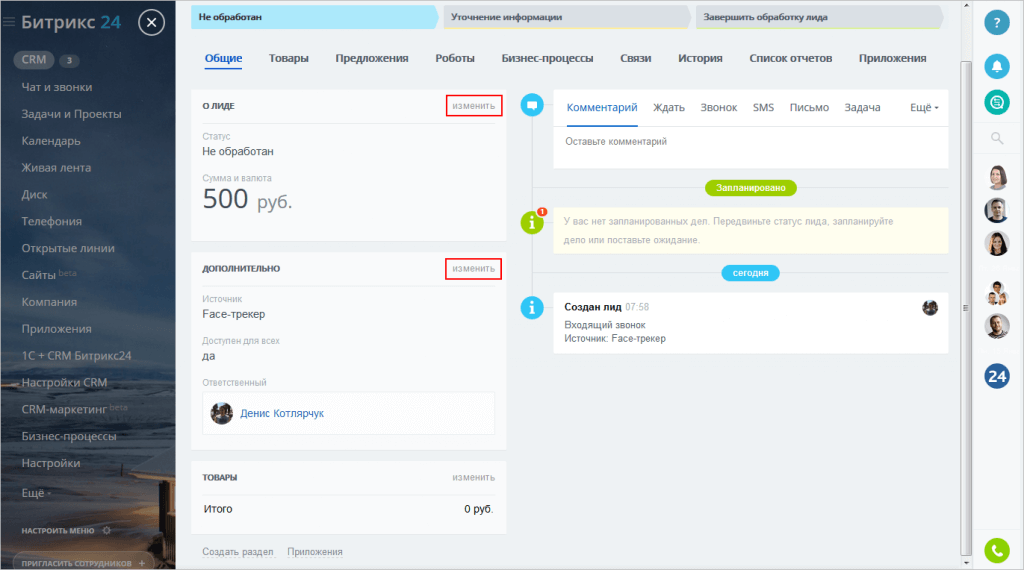 Битрикс 24
CRM 3
Чат и звонки
Задачи и Проекты
Календарь
Живая лента
Диск
Телефония
Открытые линии
Сайты beta
Компания
Приложения
1С + CRM Битрикс24
Настройки CRM
CRM-маркетинг beta
Бизнес-процессы
Настройки
Ещё
НАСТРОИТЬ МЕНЮ
ПРИГЛАСИТЬ СОТРУДНИКОВ +
Не обработан
Уточнение информации
Завершить обработку лида
Общие Товары Предложения Роботы Бизнес-процессы Связи История Список отчетов Приложения
О ЛИДЕ изменить
Статус
Не обработан
Сумма и валюта
500 руб.
ДОПОЛНИТЕЛЬНО изменить
Источник
Face-трекер
Доступен для всех
да
Ответственный
Денис Котлярчук
ТОВАРЫ изменить
Итого 0 руб.
Создать раздел Приложения
Комментарий Ждать Звонок SMS Письмо Задача Ещё
Оставьте комментарий
Запланировано
1
У вас нет запланированных дел. Передвиньте статус лида, запланируйте
дело или поставьте ожидание.
сегодня
Создан лид 07:58
Входящий звонок
Источник: Face-трекер
?
24